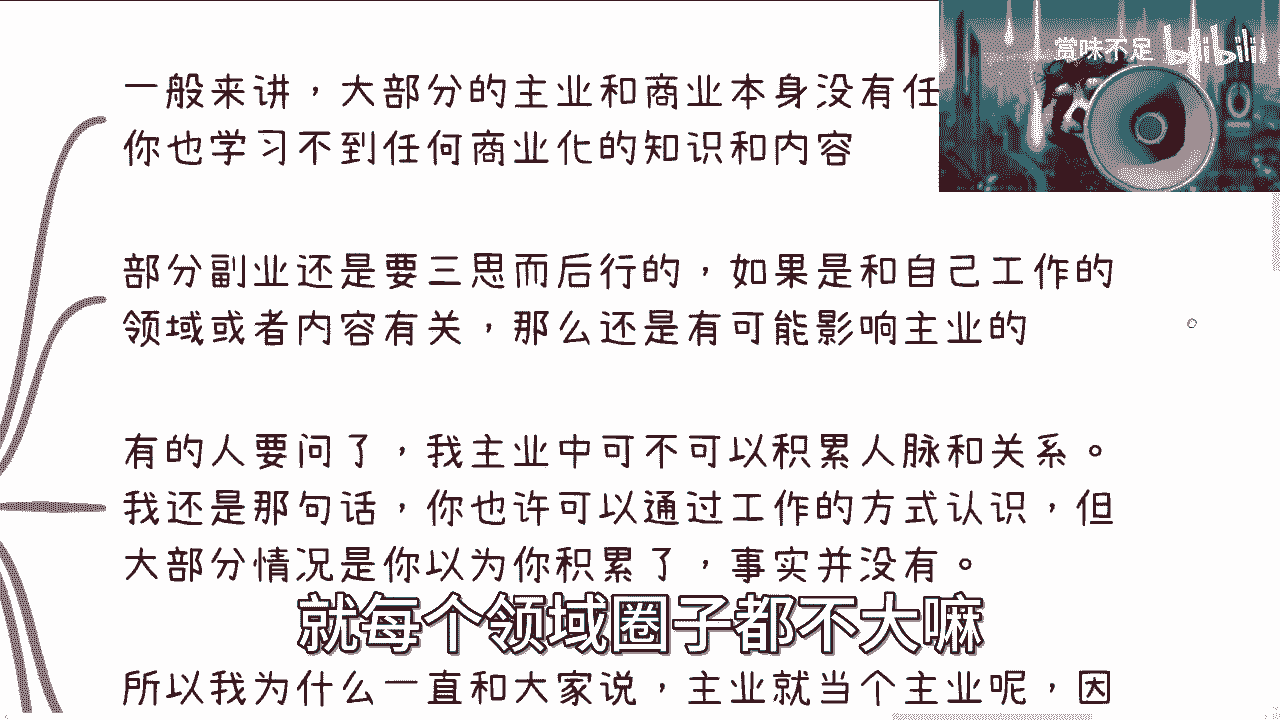 赏味不足 bilibili
一般来讲，大部分的主业和商业本身没有任
你也学习不到任何商业化的知识和内容
部分副业还是要三思而后行的，如果是和自己工作的
领域或者内容有关，那么还是有可能影响主业的
有的人要问了，我主业中可不可以积累人脉和关系。
我还是那句话，你也许可以通过工作的方式认识，但
大部分情况是你以为你积累了，事实并没有。
就每个领域圈子都不大嘛
所以我为什么一直和大家说，主业就当个主业呢，因